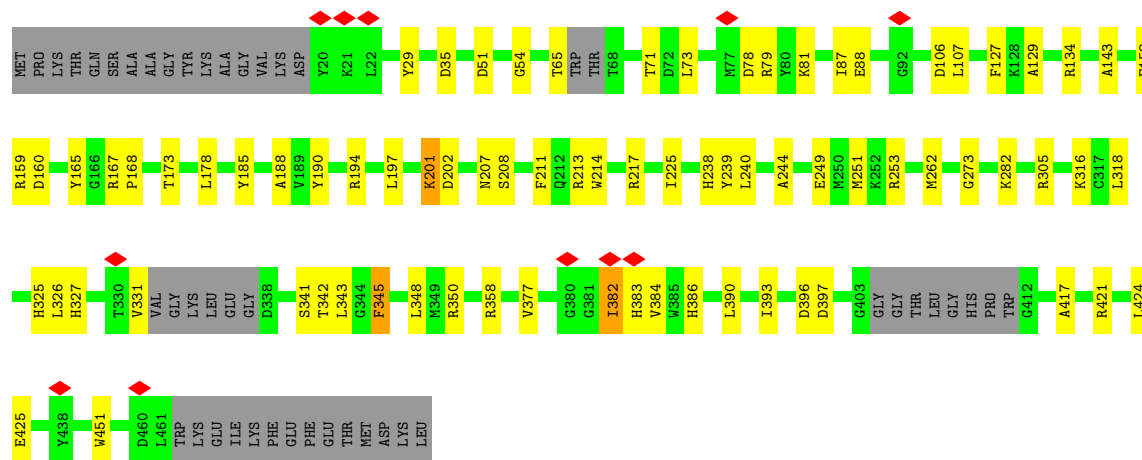 MET PRO LYS THR GLN SER ALA ALA GLY TYR LYS ALA GLY VAL LYS ASP Y20 K21 L22 Y29 D35 D51 G54 T65 TRP THR T68 T71 D72 L73 M77 D78 R79 Y80 K81 I87 E88 G92 D106 L107 F127 K128 A129 R134 A143
R159 D160 Y165 G166 R167 P168 T173 L178 Y185 A188 V189 Y190 R194 L197 K201 D202 N207 S208 F211 Q212 R213 W214 R217 I225 H238 Y239 L240 A244 E249 M250 M251 K252 R253 M262 G273 K282 R305 K316 C317 L318
H325 L326 H327 T330 V331 VAL GLY LYS LEU GLU GLY D338 S341 T342 L343 G344 F345 L348 M349 R350 R358 V377 G380 G381 I382 H383 V384 W385 H386 L390 I393 D396 D397 G403 GLY GLY THR LEU GLY HIS PRO TRP G412 A417 R421 L424
E425 Y438 W451 D460 L461 TRP LYS GLU ILE LYS PHE GLU PHE GLU THR MET ASP LYS LEU